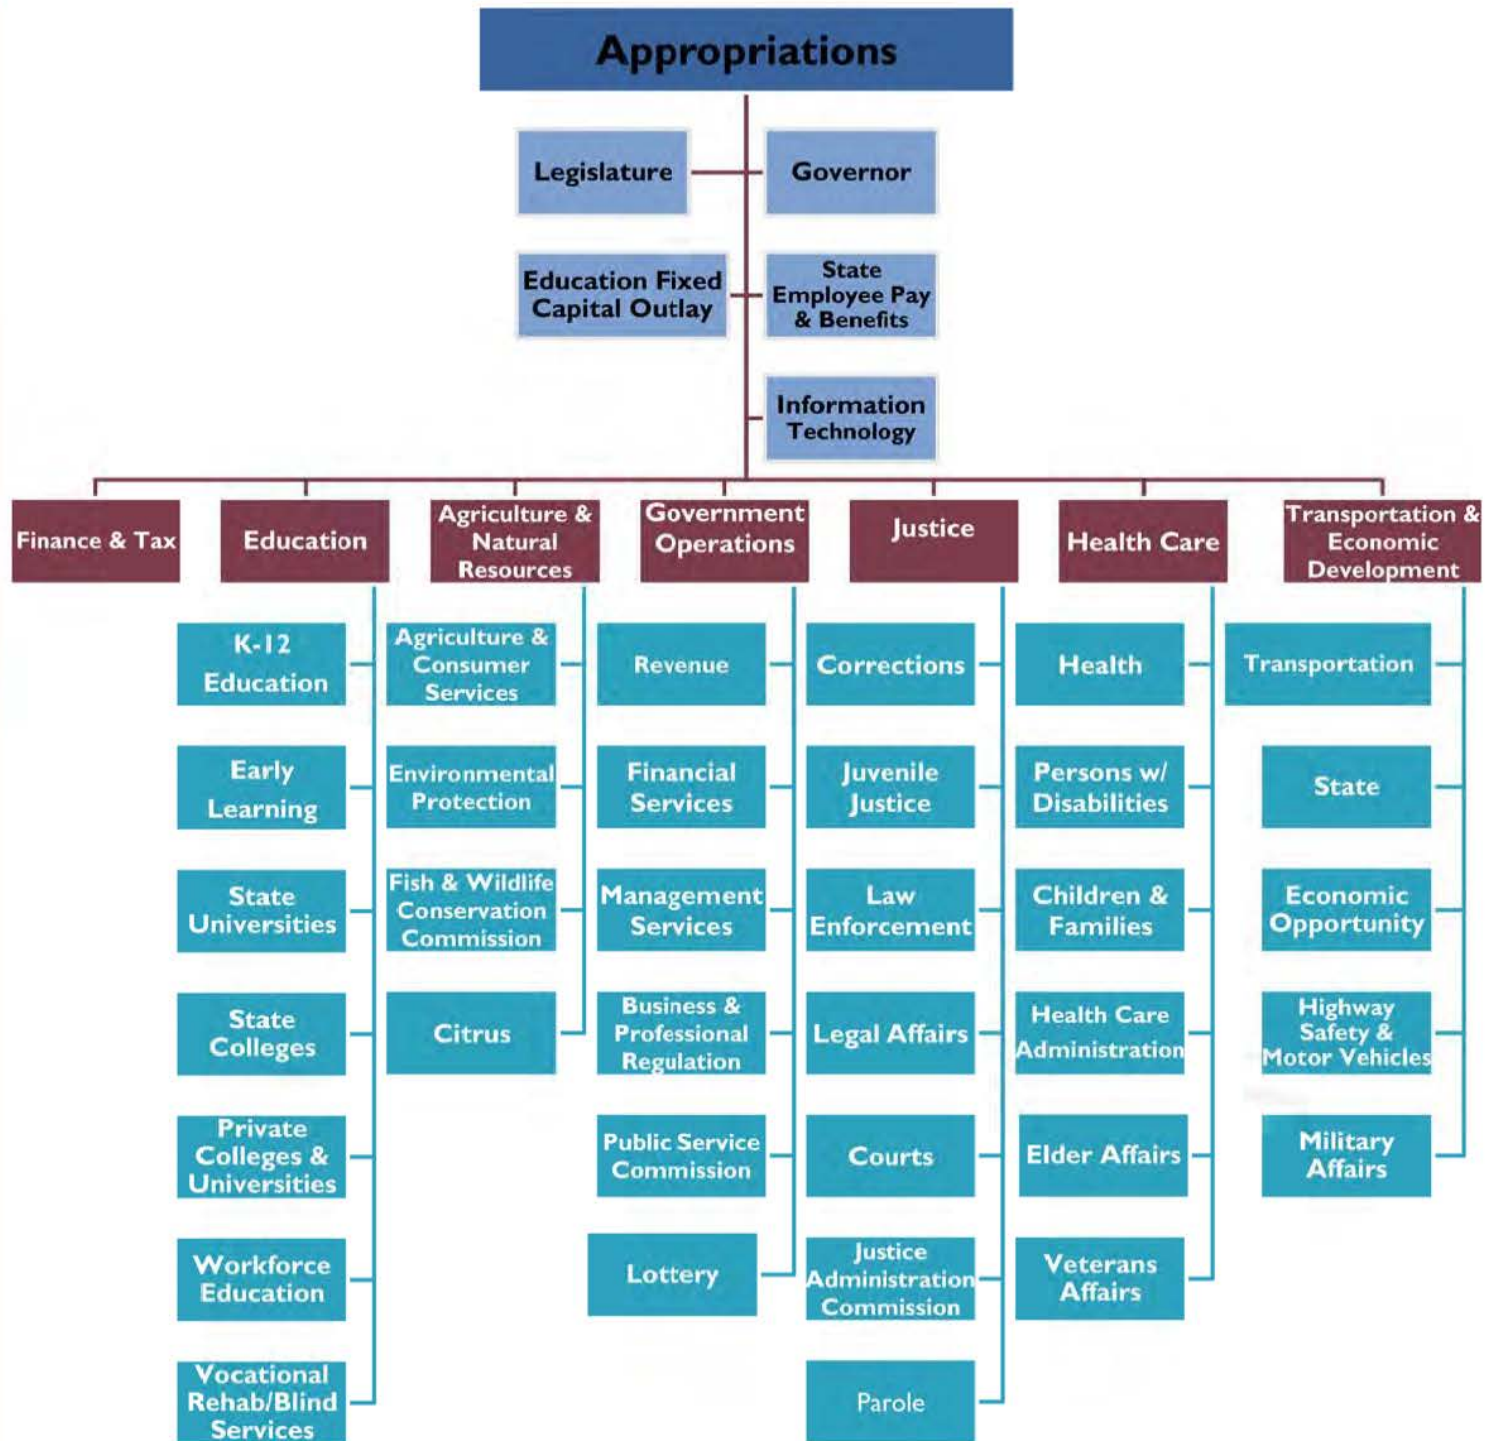 Appropriations
Legislature
Governor
Education Fixed
Capital Outlay
State
Employee Pay
& Benefits
Information
Technology
Finance & Tax
Education
Agriculture &
Natural
Resources
Government
Operations
Justice
Health Care
Transportation &
Economic
Development
K-12
Education
Early
Learning
State
Universities
State
Colleges
Private
Colleges &
Universities
Workforce
Education
Vocational
Rehab/Blind
Services
Agriculture &
Consumer
Services
Environmental
Protection
Fish & Wildlife
Conservation
Commission
Citrus
Revenue
Financial
Services
Management
Services
Business &
Professional
Regulation
Public Service
Commission
Lottery
Corrections
Juvenile
Justice
Law
Enforcement
Legal Affairs
Courts
Justice
Administration
Commission
Parole
Health
Persons w/
Disabilities
Children &
Families
Health Care
Administration
Elder Affairs
Veterans
Affairs
Transportation
State
Economic
Opportunity
Highway
Safety &
Motor Vehicles
Military
Affairs